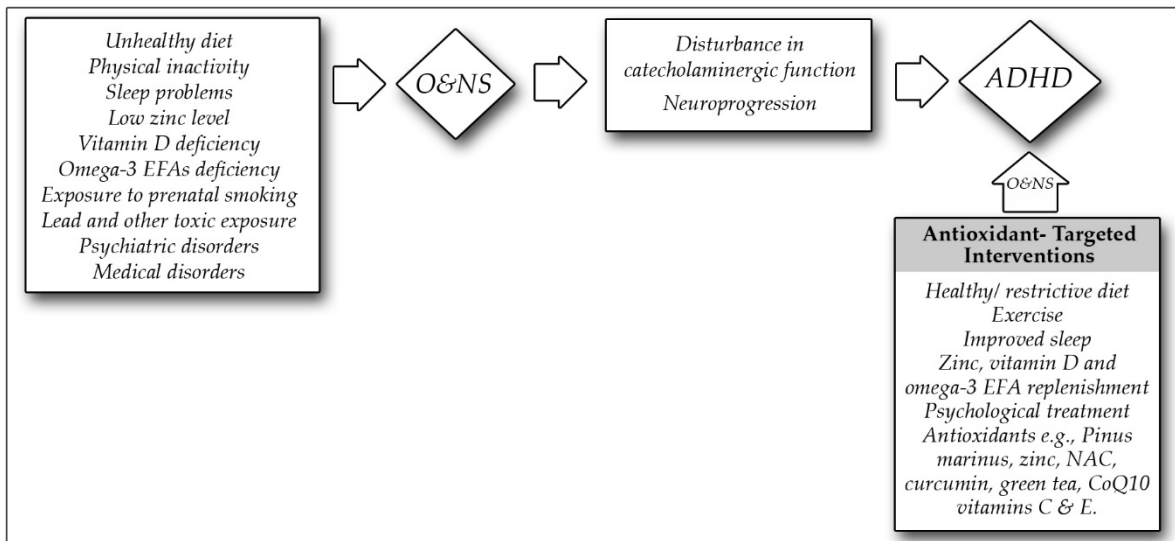 Unhealthy diet
Physical inactivity
Sleep problems
Low zinc level
Vitamin D deficiency
Omega-3 EFAs deficiency
Exposure to prenatal smoking
Lead and other toxic exposure
Psychiatric disorders
Medical disorders
O&NS
Disturbance in
catecholaminergic function
Neuroprogression
ADHD
O&NS
Antioxidant- Targeted
Interventions
Healthy/ restrictive diet
Exercise
Improved sleep
Zinc, vitamin D and
omega-3 EFA replenishment
Psychological treatment
Antioxidants e.g., Pinus
marinus, zinc, NAC,
curcumin, green tea, CoQ10
vitamins C & E.